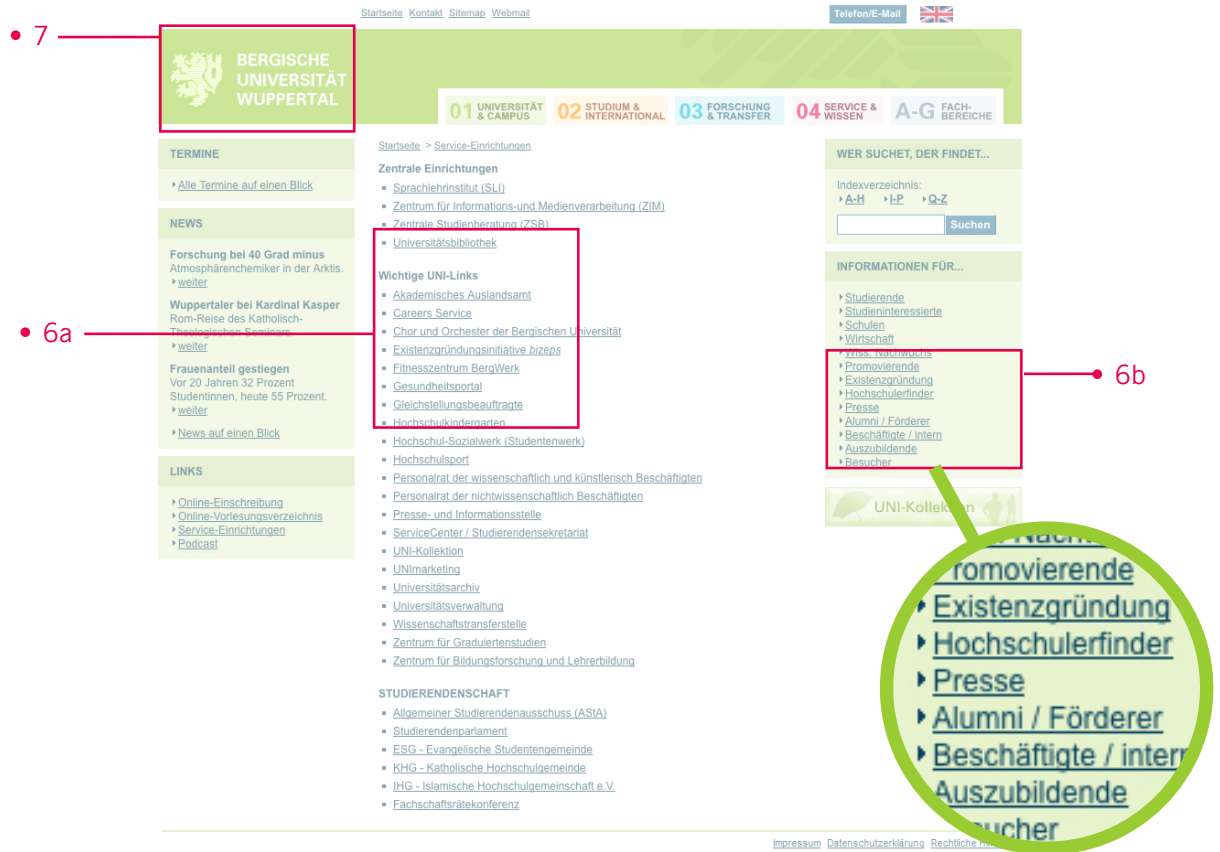 Startseite Kontakt Sitemap Webmail
Telefon/E-Mail
• 7
BERGISCHE
UNIVERSITÄT
WUPPERTAL
01 UNIVERSITÄT & CAMPUS
02 STUDIUM & INTERNATIONAL
03 FORSCHUNG & TRANSFER
04 SERVICE & WISSEN
A-G FACH-BEREICHE
TERMINE
Alle Termine auf einen Blick
NEWS
Forschung bei 40 Grad minus
Atmosphärenchemiker in der Arktis.
weiter
Wuppertaler bei Kardinal Kasper
Rom-Reise des Katholisch-
Theologischen Seminars.
weiter
Frauenanteil gestiegen
Vor 20 Jahren 32 Prozent
Studentinnen, heute 55 Prozent.
weiter
News auf einen Blick
LINKS
Online-Einschreibung
Online-Vorlesungsverzeichnis
Service-Einrichtungen
Podcast
• 6a
Startseite > Service-Einrichtungen
Zentrale Einrichtungen
Sprachlehrinstitut (SLI)
Zentrum für Informations-und Medienverarbeitung (ZIM)
Zentrale Studienberatung (ZSB)
Universitätsbibliothek
Wichtige UNI-Links
Akademisches Auslandsamt
Careers Service
Chor und Orchester der Bergischen Universität
Existenzgründungsinitiative bizeps
Fitnesszentrum BergWerk
Gesundheitsportal
Gleichstellungsbeauftragte
Hochschulkindergarten
Hochschul-Sozialwerk (Studentenwerk)
Hochschulsport
Personalrat der wissenschaftlich und künstlerisch Beschäftigten
Personalrat der nichtwissenschaftlich Beschäftigten
Presse- und Informationsstelle
ServiceCenter / Studierendensekretariat
UNI-Kollektion
UNImarketing
Universitätsarchiv
Universitätsverwaltung
Wissenschaftstransferstelle
Zentrum für Graduiertenstudien
Zentrum für Bildungsforschung und Lehrerbildung
STUDIERENDENSCHAFT
Allgemeiner Studierendenausschuss (AStA)
Studierendenparlament
ESG - Evangelische Studentengemeinde
KHG - Katholische Hochschulgemeinde
IHG - Islamische Hochschulgemeinschaft e.V.
Fachschaftsrätekonferenz
WER SUCHET, DER FINDET...
Indexverzeichnis:
A-H I-P Q-Z
Suchen
INFORMATIONEN FÜR...
Studierende
Studieninteressierte
Schulen
Wirtschaft
Wiss. Nachwuchs
Promovierende
Existenzgründung
Hochschulerfinder
Presse
Alumni / Förderer
Beschäftigte / intern
Auszubildende
Besucher
• 6b
UNI-Kollektion
romovierende
Existenzgründung
Hochschulerfinder
Presse
Alumni / Förderer
Beschäftigte / intern
Auszubildende
ucher
Impressum Datenschutzerklärung Rechtliche